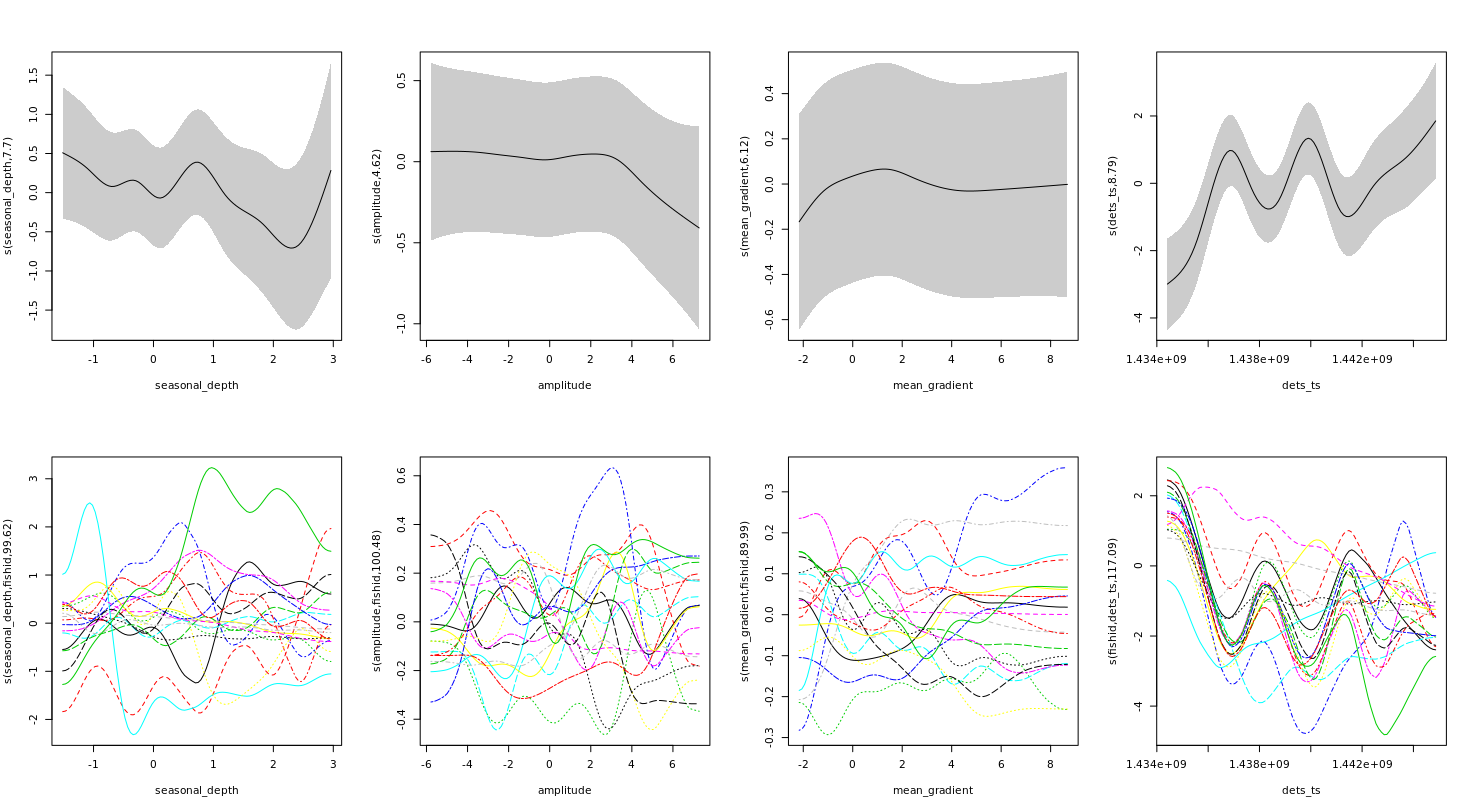 s(seasonal_depth,7.7)
-1.5 -1.0 -0.5 0.0 0.5 1.0 1.5
-1 0 1 2 3
seasonal_depth
s(amplitude,4.62)
-1.0 -0.5 0.0 0.5
-6 -4 -2 0 2 4 6
amplitude
s(mean_gradient,6.12)
-0.6 -0.4 -0.2 0.0 0.2 0.4
-2 0 2 4 6 8
mean_gradient
s(dets_ts,8.79)
-4 -2 0 2
1.434e+09 1.438e+09 1.442e+09
dets_ts
s(seasonal_depth,fishid,99.62)
-2 -1 0 1 2 3
-1 0 1 2 3
seasonal_depth
s(amplitude,fishid,100.48)
-0.4 -0.2 0.0 0.2 0.4 0.6
-6 -4 -2 0 2 4 6
amplitude
s(mean_gradient,fishid,89.99)
-0.3 -0.2 -0.1 0.0 0.1 0.2 0.3
-2 0 2 4 6 8
mean_gradient
s(fishid,dets_ts,117.09)
-4 -2 0 2
1.434e+09 1.438e+09 1.442e+09
dets_ts